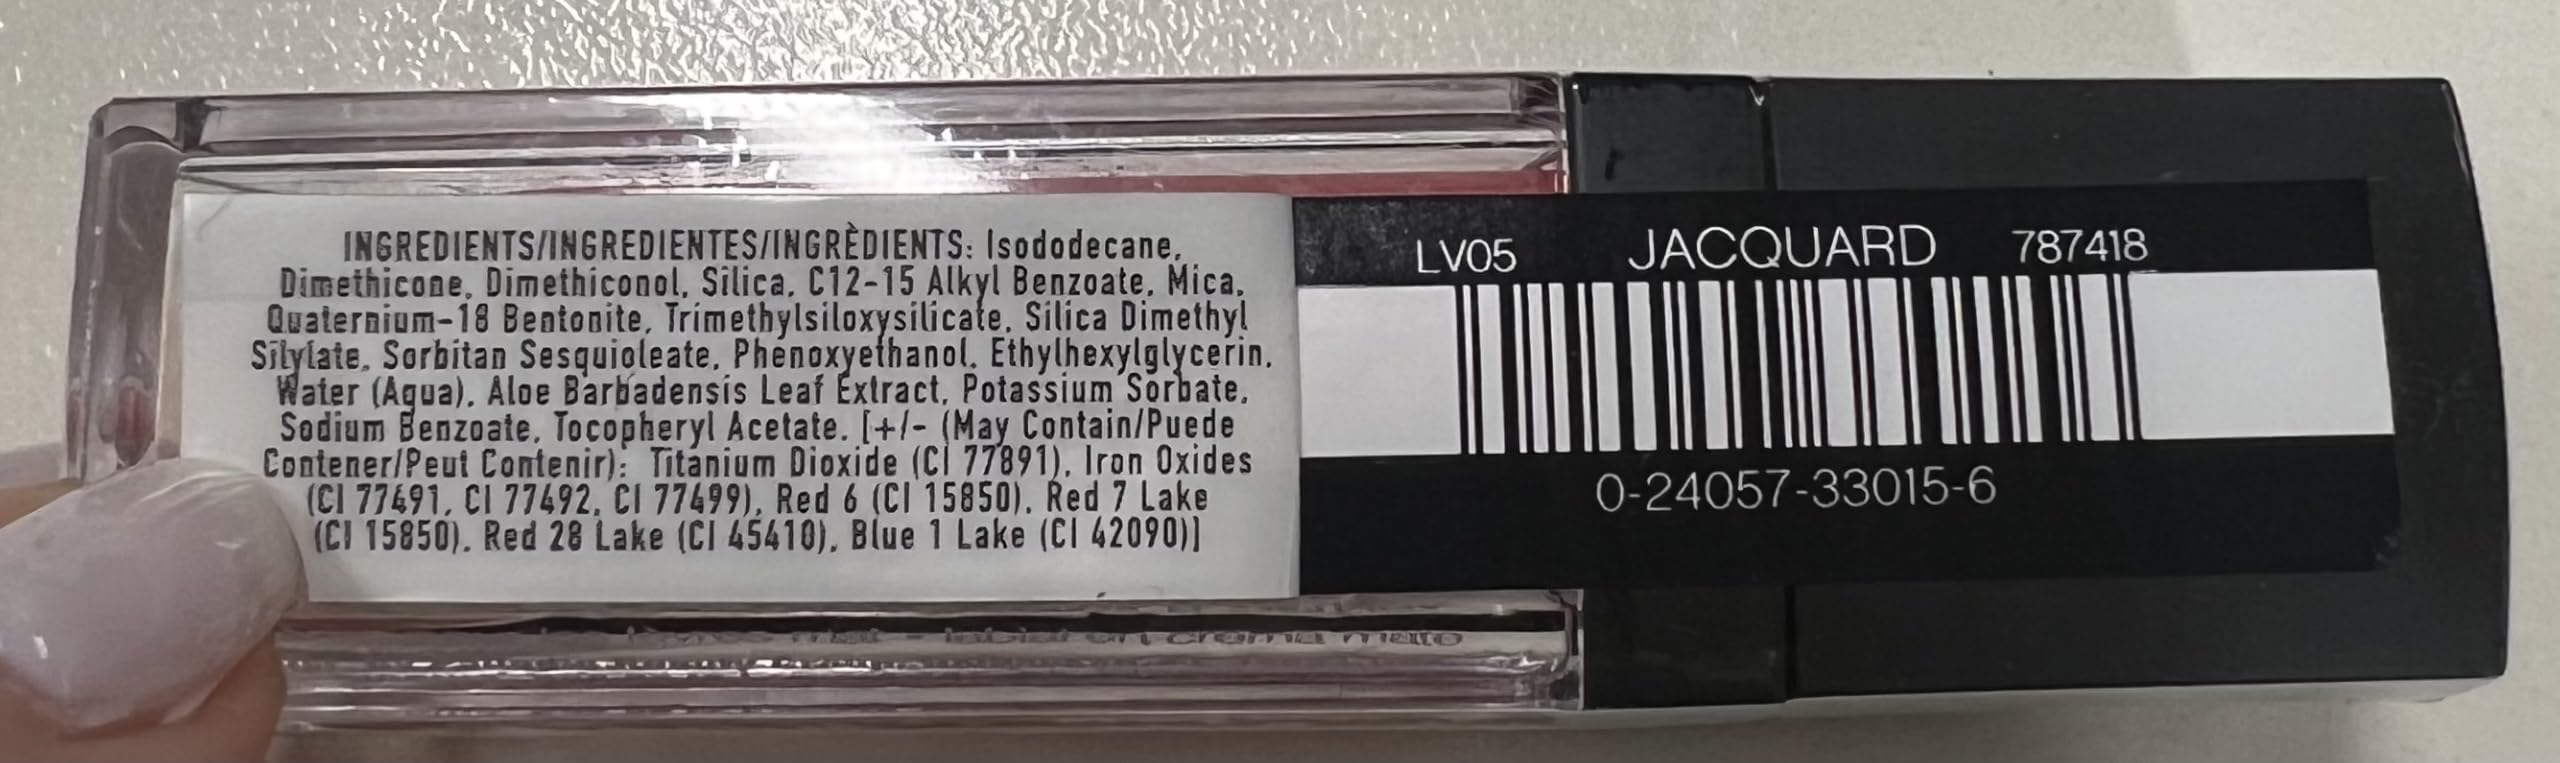 INGREDIENTS/INGREDIENTES/INGRÈDIENTS: Isododecane,
Dimethicone, Dimethiconol, Silica, C12-15 Alkyl Benzoate, Mica,
Quaternium-18 Bentonite, Trimethylsiloxysilicate, Silica Dimethyl
Silylate, Sorbitan Sesquioleate, Phenoxyethanol, Ethylhexylglycerin,
Water (Aqua), Aloe Barbadensis Leaf Extract, Potassium Sorbate,
Sodium Benzoate, Tocopheryl Acetate. [+/- (May Contain/Puede
Contener/Peut Contenir): Titanium Dioxide (CI 77891), Iron Oxides
(CI 77491, CI 77492, CI 77499), Red 6 (CI 15850), Red 7 Lake
(CI 15850), Red 28 Lake (CI 45410), Blue 1 Lake (CI 42090)]
LV05 JACQUARD 787418
0-24057-33015-6